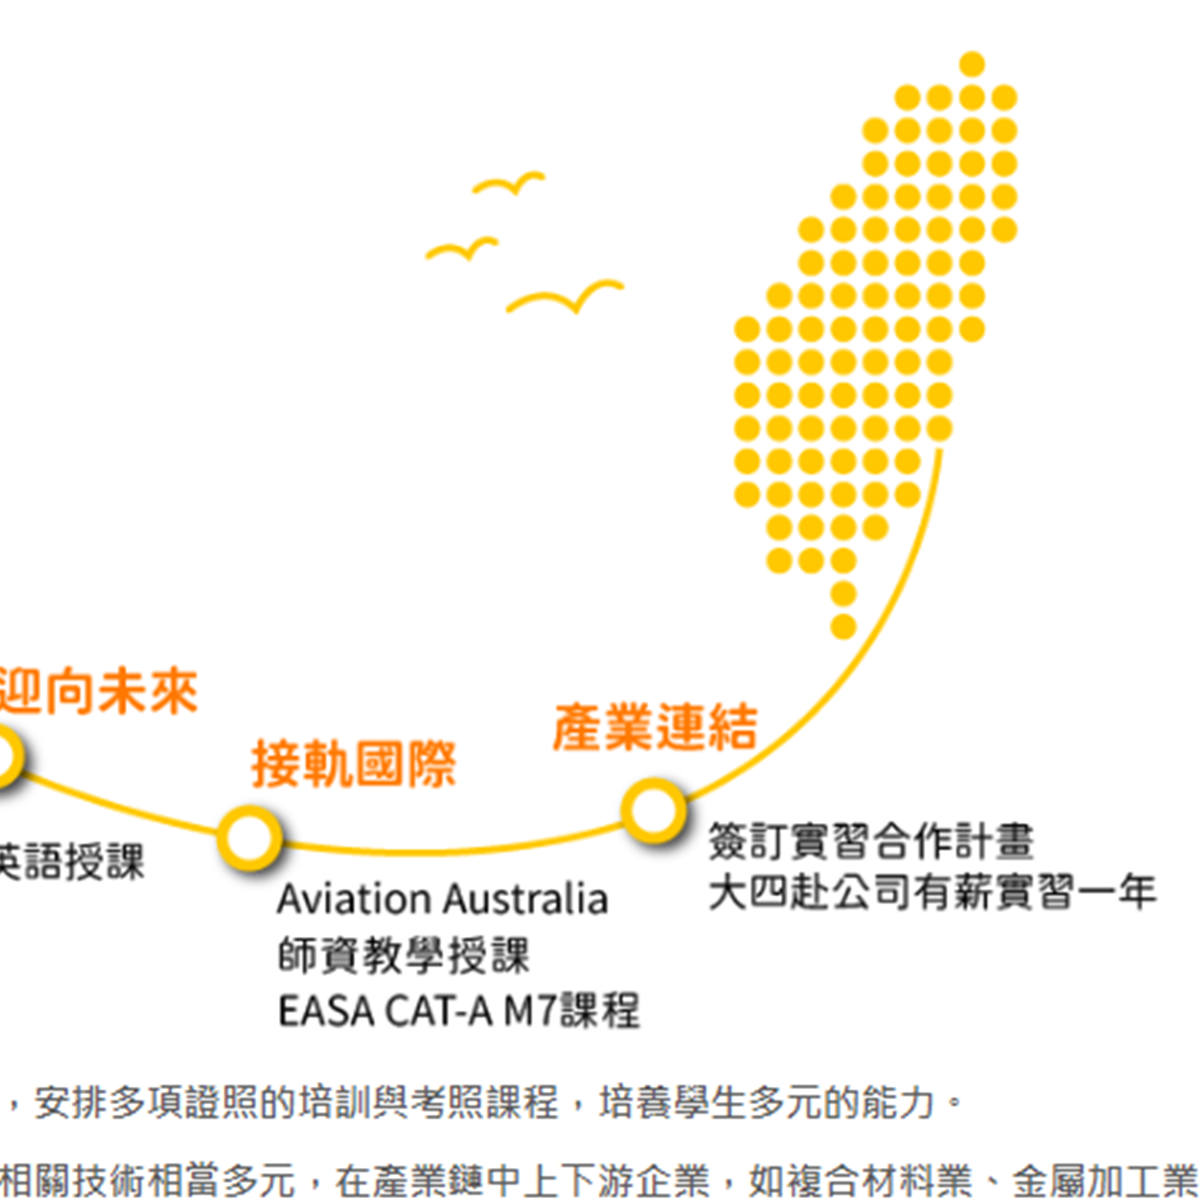 迎向未來
接軌國際
產業連結
英語授課
Aviation Australia
師資教學授課
EASA CAT-A M7課程
簽訂實習合作計畫
大四赴公司有薪實習一年
，安排多項證照的培訓與考照課程，培養學生多元的能力。
相關技術相當多元，在產業鏈中上下游企業，如複合材料業、金屬加工業